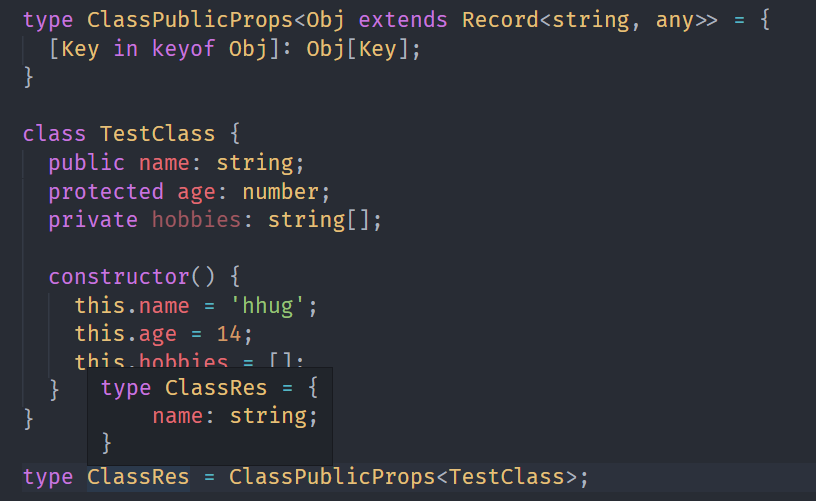 type ClassPublicProps<Obj extends Record<string, any>> = {
  [Key in keyof Obj]: Obj[Key];
}
class TestClass {
  public name: string;
  protected age: number;
  private hobbies: string[];
  constructor() {
    this.name = 'hhug';
    this.age = 14;
    this.hobbies = [];
  }
type ClassRes = {
    name: string;
}
}
type ClassRes = ClassPublicProps<TestClass>;